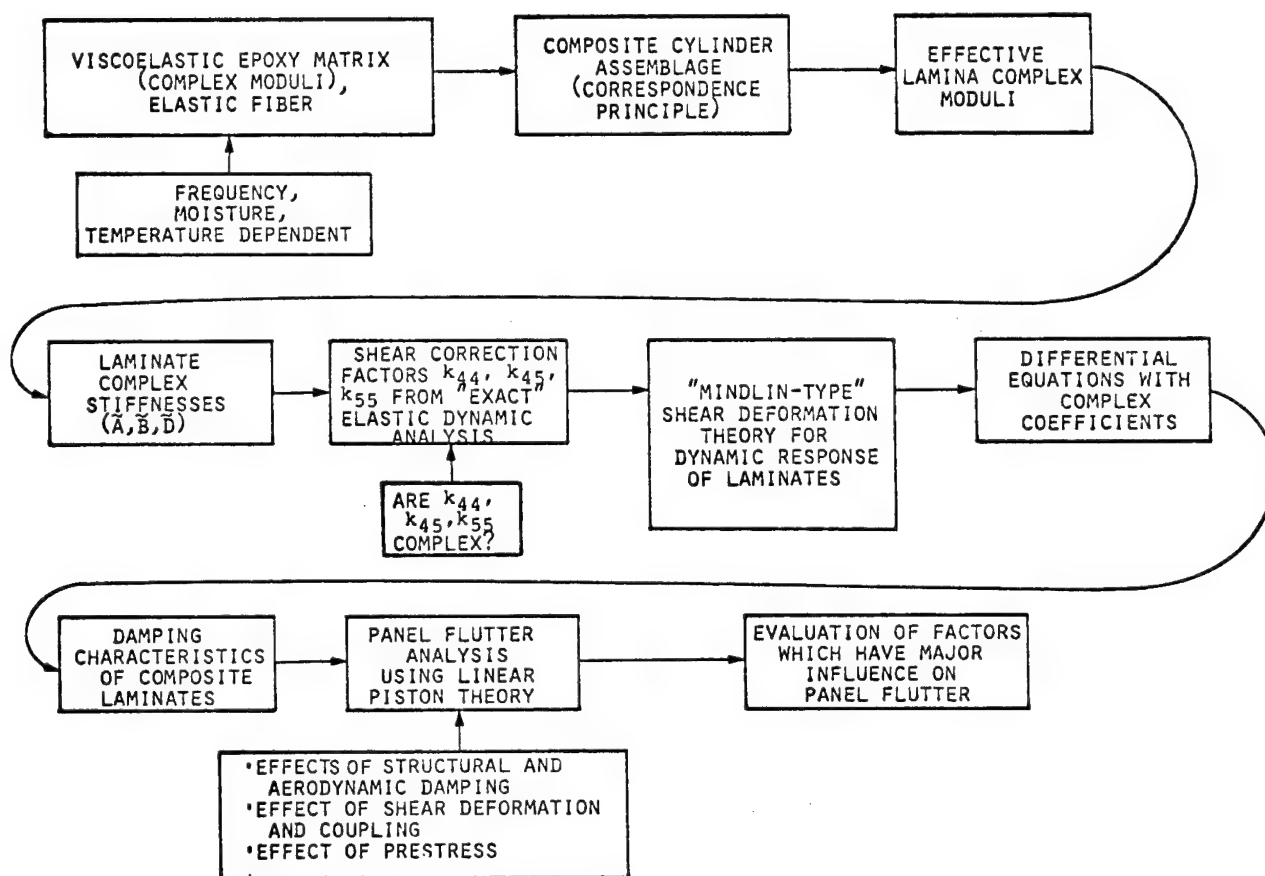 VISCOELASTIC EPOXY MATRIX
(COMPLEX MODULI),
ELASTIC FIBER
COMPOSITE CYLINDER
ASSEMBLAGE
(CORRESPONDENCE
PRINCIPLE)
EFFECTIVE
LAMINA COMPLEX
MODULI
FREQUENCY,
MOISTURE,
TEMPERATURE DEPENDENT
LAMINATE
COMPLEX
STIFFNESSES
(Ã,B̃,D̃)
SHEAR CORRECTION
FACTORS k44, k45,
k55 FROM "EXACT"
ELASTIC DYNAMIC
ANALYSIS
"MINDLIN-TYPE"
SHEAR DEFORMATION
THEORY FOR
DYNAMIC RESPONSE
OF LAMINATES
DIFFERENTIAL
EQUATIONS WITH
COMPLEX
COEFFICIENTS
ARE k44,
k45,k55
COMPLEX?
DAMPING
CHARACTERISTICS
OF COMPOSITE
LAMINATES
PANEL FLUTTER
ANALYSIS
USING LINEAR
PISTON THEORY
EVALUATION OF FACTORS
WHICH HAVE MAJOR
INFLUENCE ON
PANEL FLUTTER
•EFFECTS OF STRUCTURAL AND
AERODYNAMIC DAMPING
•EFFECT OF SHEAR DEFORMATION
AND COUPLING
•EFFECT OF PRESTRESS